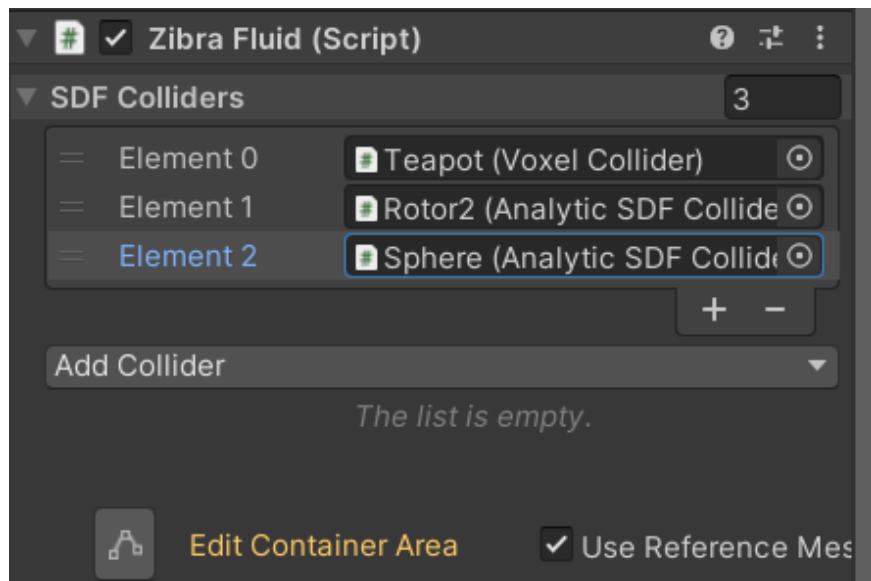 Zibra Fluid (Script)
SDF Colliders 3
Element 0 Teapot (Voxel Collider)
Element 1 Rotor2 (Analytic SDF Collide
Element 2 Sphere (Analytic SDF Collid
Add Collider
The list is empty.
Edit Container Area Use Reference Mes